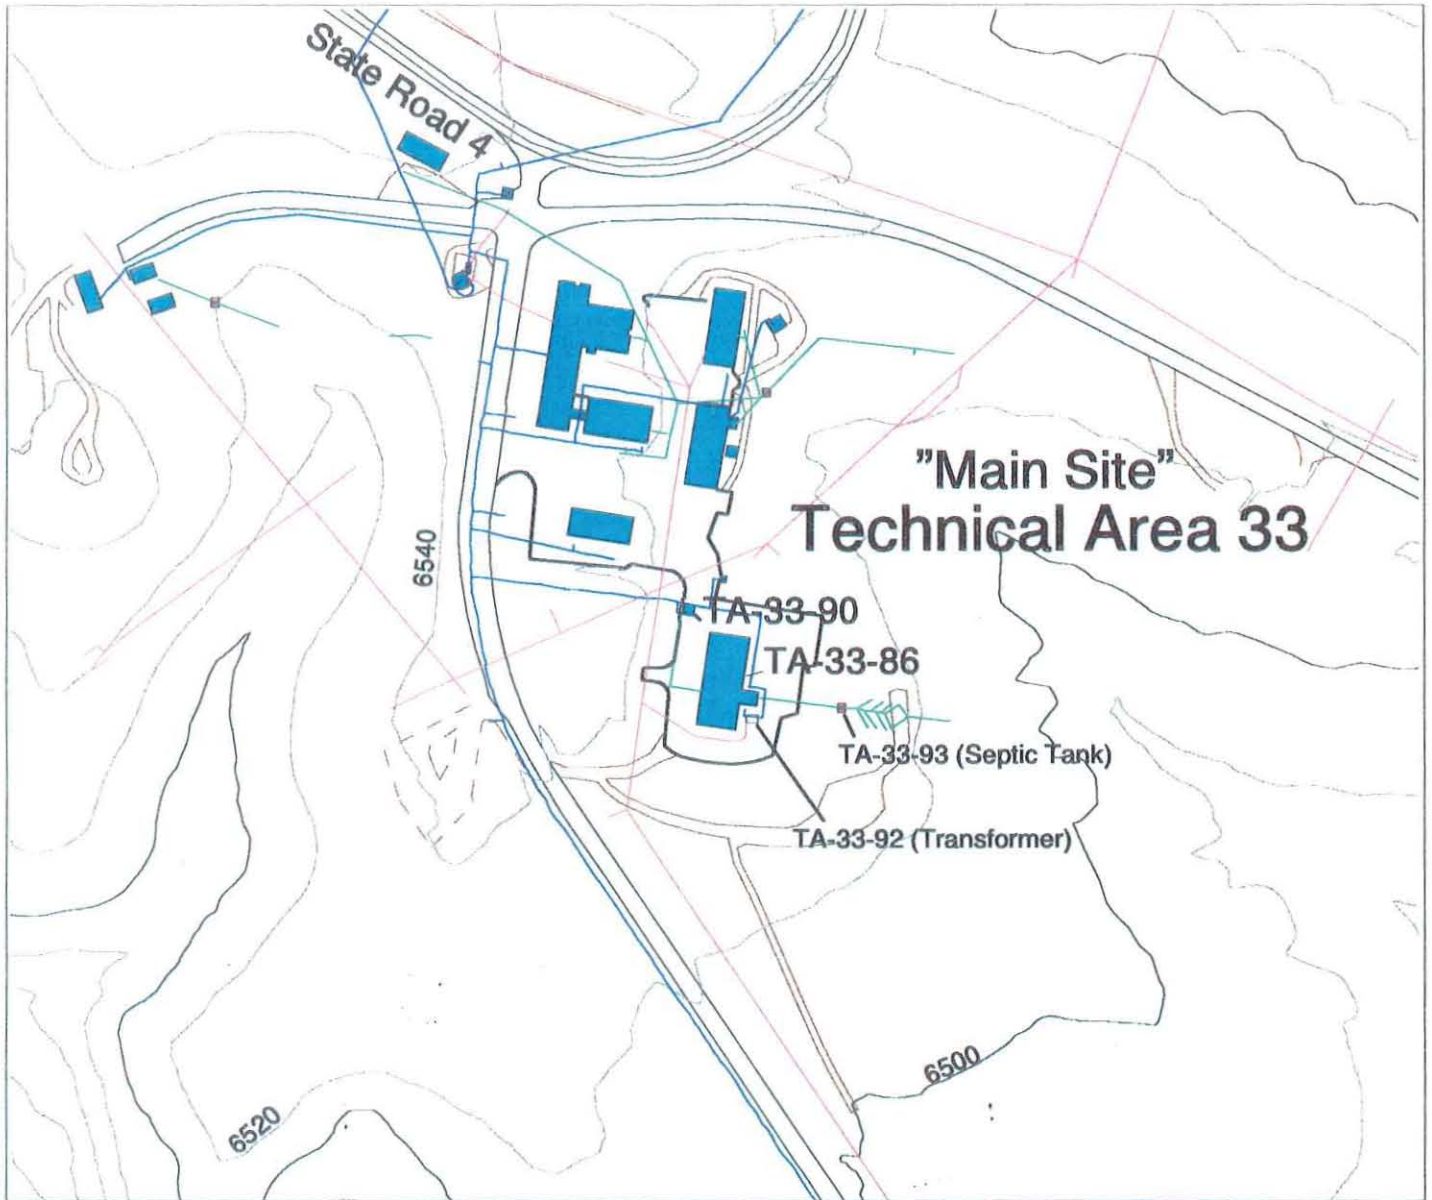 State Road 4
"Main Site"
Technical Area 33
6540
TA-33-90
TA-33-86
TA-33-93 (Septic Tank)
TA-33-92 (Transformer)
6500
6520